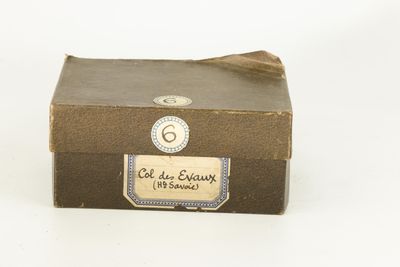 6
6
Col des Evaux
(Hte Savoie)